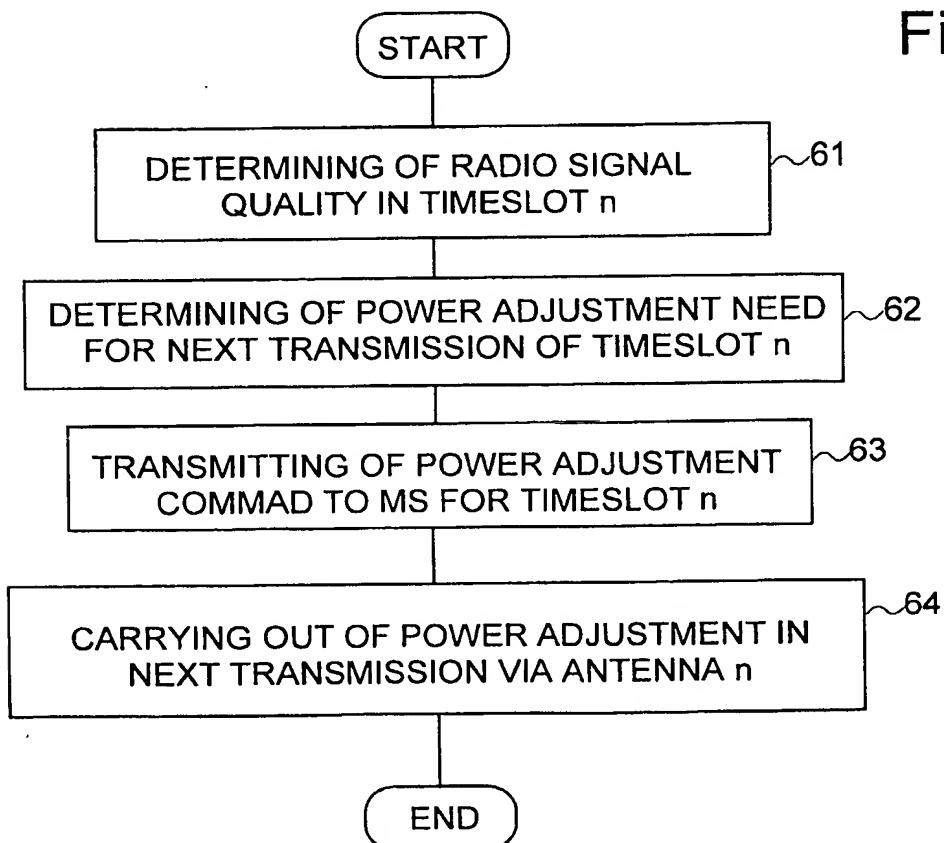 Fi
START
DETERMINING OF RADIO SIGNAL
QUALITY IN TIMESLOT n
61
DETERMINING OF POWER ADJUSTMENT NEED
FOR NEXT TRANSMISSION OF TIMESLOT n
62
TRANSMITTING OF POWER ADJUSTMENT
COMMAD TO MS FOR TIMESLOT n
63
CARRYING OUT OF POWER ADJUSTMENT IN
NEXT TRANSMISSION VIA ANTENNA n
64
END